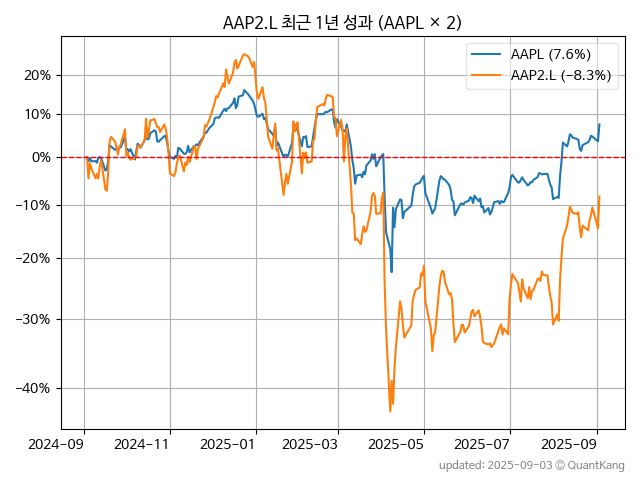 AAP2.L 최근 1년 성과 (AAPL × 2)
AAPL (7.6%)
AAP2.L (−8.3%)
20%
10%
0%
−10%
−20%
−30%
−40%
2024−09 2024−11 2025−01 2025−03 2025−05 2025−07 2025−09
updated: 2025-09-03 © QuantKang